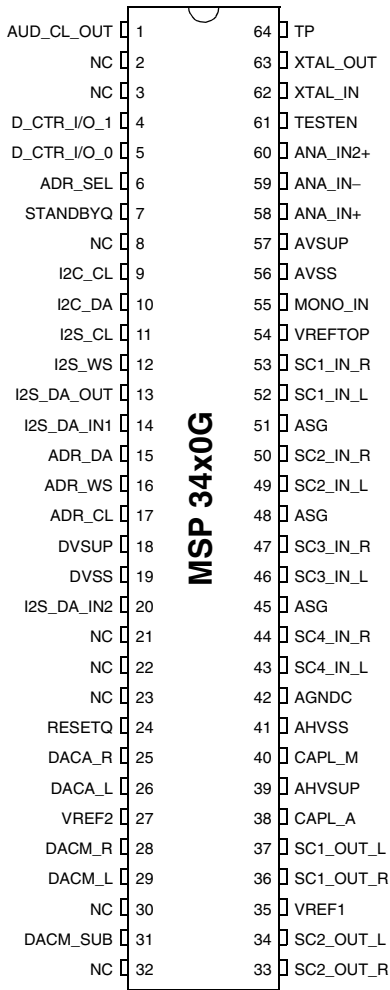 AUD_CL_OUT 1 64 TP
NC 2 63 XTAL_OUT
NC 3 62 XTAL_IN
D_CTR_I/O_1 4 61 TESTEN
D_CTR_I/O_0 5 60 ANA_IN2+
ADR_SEL 6 59 ANA_IN−
STANDBYQ 7 58 ANA_IN+
NC 8 57 AVSUP
I2C_CL 9 56 AVSS
I2C_DA 10 55 MONO_IN
I2S_CL 11 54 VREFTOP
I2S_WS 12 53 SC1_IN_R
I2S_DA_OUT 13 52 SC1_IN_L
I2S_DA_IN1 14 51 ASG
ADR_DA 15 50 SC2_IN_R
ADR_WS 16 49 SC2_IN_L
ADR_CL 17 48 ASG
DVSUP 18 47 SC3_IN_R
DVSS 19 46 SC3_IN_L
I2S_DA_IN2 20 45 ASG
NC 21 44 SC4_IN_R
NC 22 43 SC4_IN_L
NC 23 42 AGNDC
RESETQ 24 41 AHVSS
DACA_R 25 40 CAPL_M
DACA_L 26 39 AHVSUP
VREF2 27 38 CAPL_A
DACM_R 28 37 SC1_OUT_L
DACM_L 29 36 SC1_OUT_R
NC 30 35 VREF1
DACM_SUB 31 34 SC2_OUT_L
NC 32 33 SC2_OUT_R
MSP 34x0G